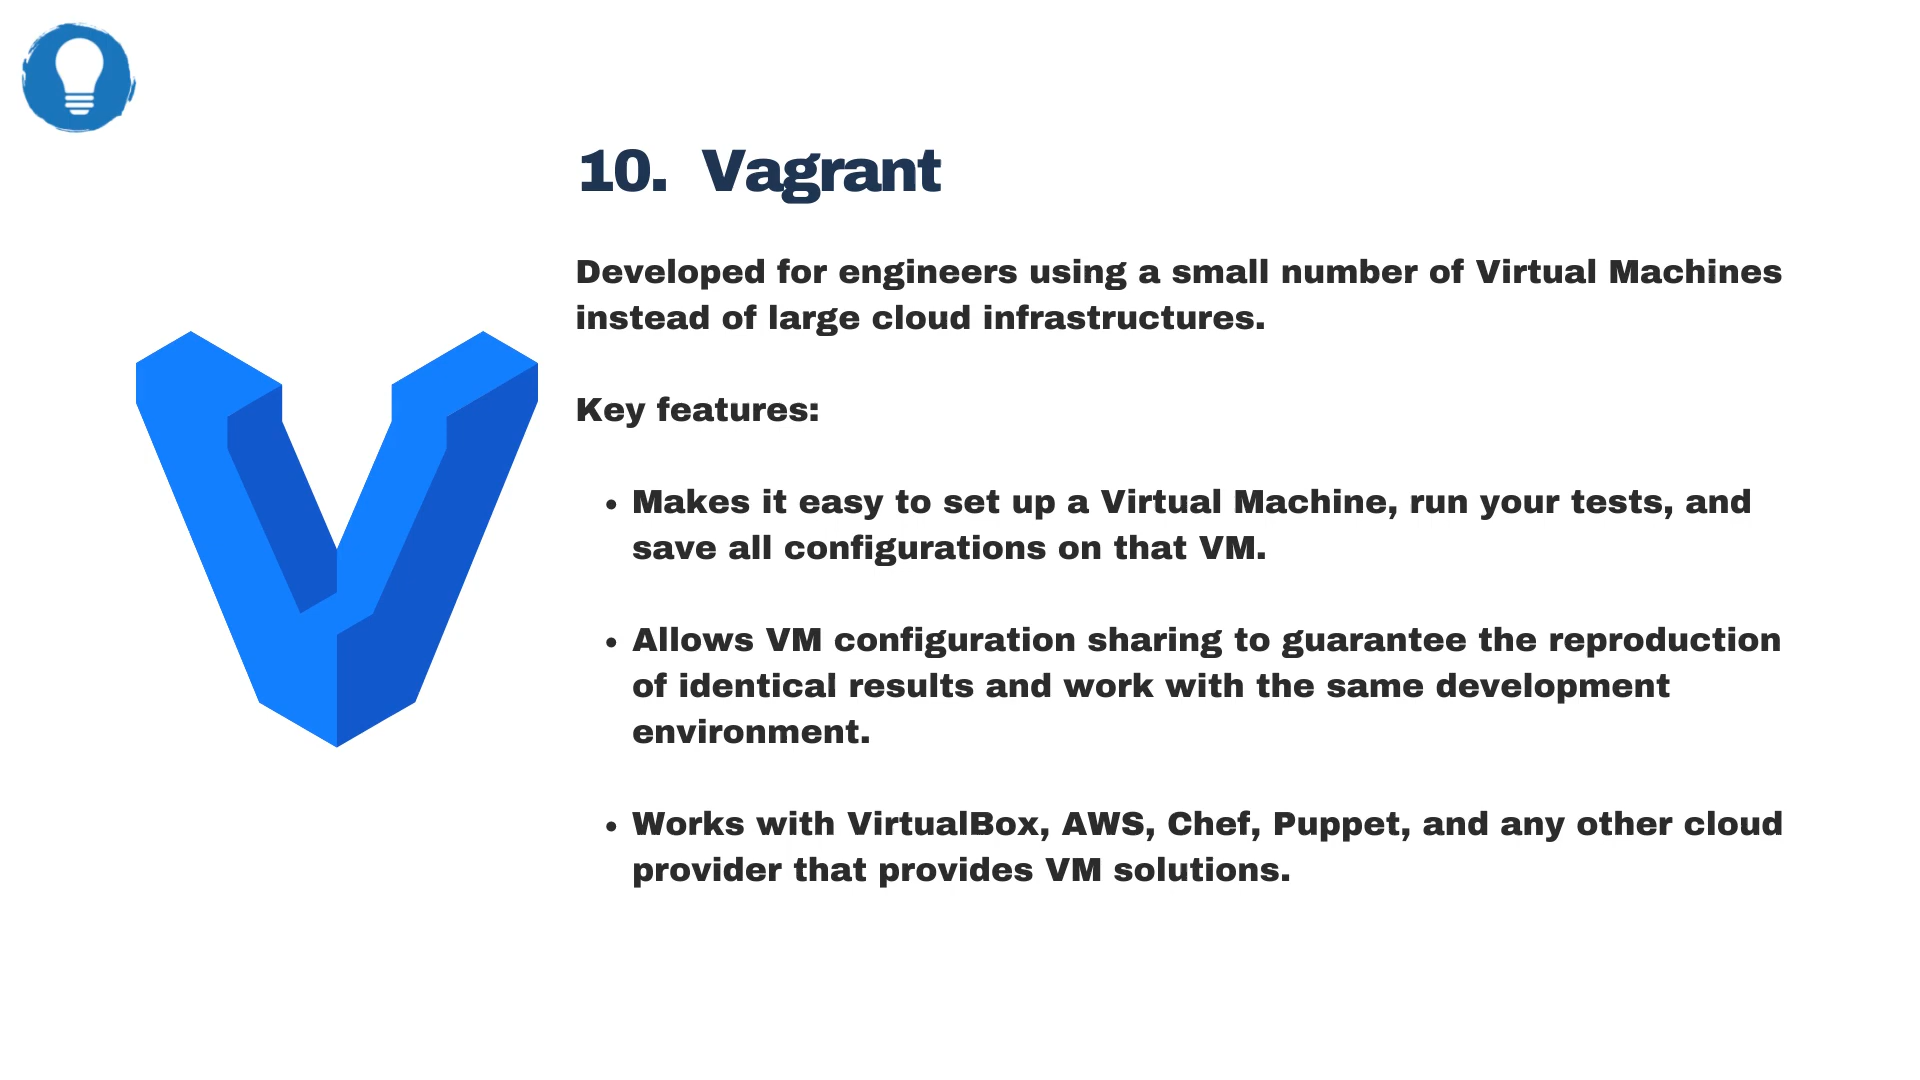 10. Vagrant
Developed for engineers using a small number of Virtual Machines
instead of large cloud infrastructures.
Key features:
• Makes it easy to set up a Virtual Machine, run your tests, and
save all configurations on that VM.
• Allows VM configuration sharing to guarantee the reproduction
of identical results and work with the same development
environment.
• Works with VirtualBox, AWS, Chef, Puppet, and any other cloud
provider that provides VM solutions.